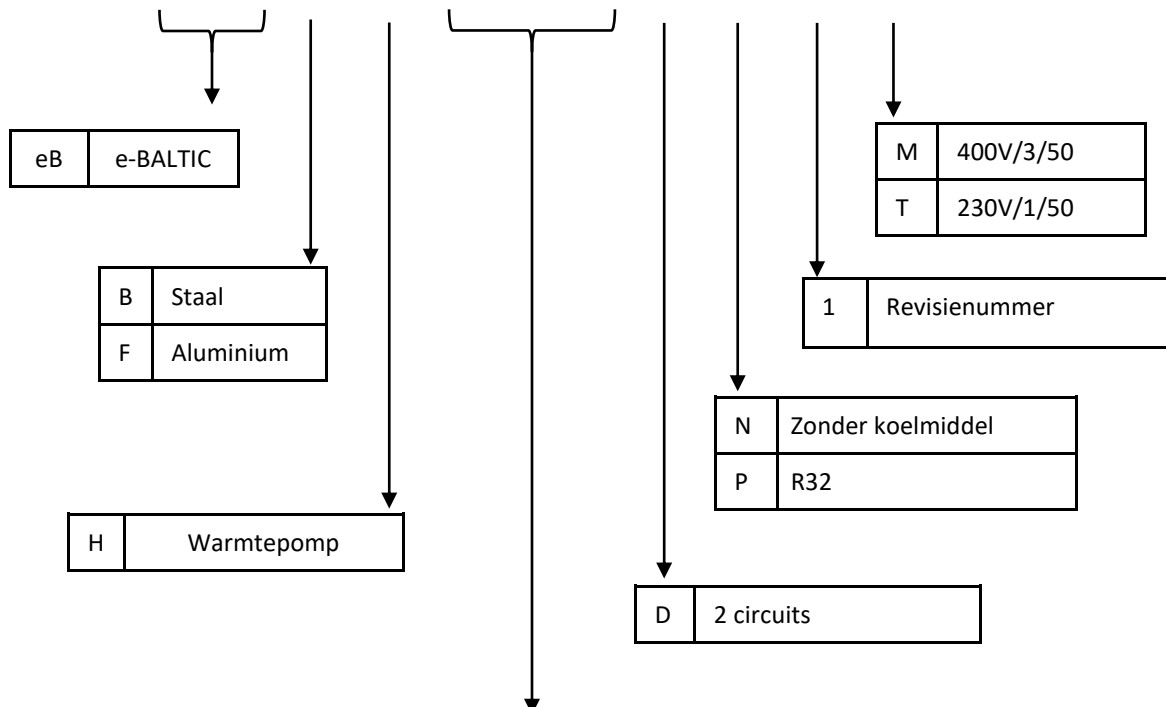 eB e-BALTIC
M 400V/3/50
T 230V/1/50
B Staal
F Aluminium
1 Revisienummer
N Zonder koelmiddel
P R32
H Warmtepomp
D 2 circuits